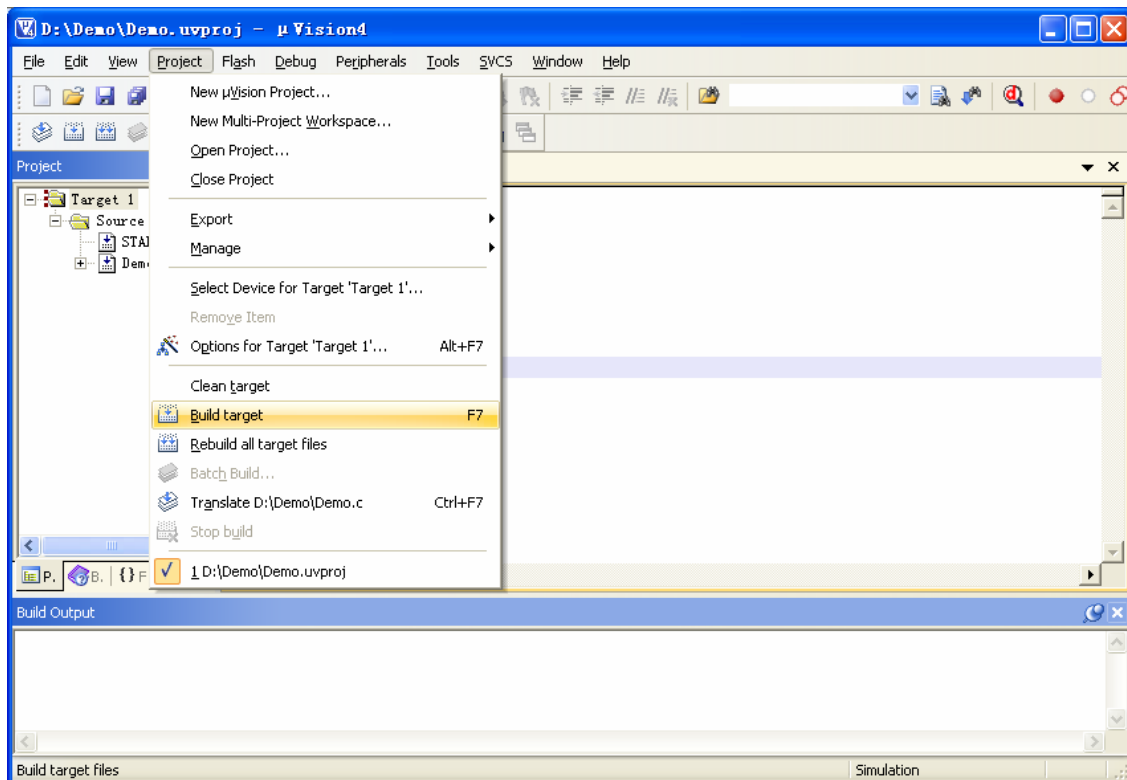 D:\Demo\Demo.uvproj - µVision4
File Edit View Project Flash Debug Peripherals Tools SVCS Window Help
New µVision Project...
New Multi-Project Workspace...
Open Project...
Close Project
Export
Manage
Select Device for Target 'Target 1'...
Remove Item
Options for Target 'Target 1'... Alt+F7
Clean target
Build target F7
Rebuild all target files
Batch Build...
Translate D:\Demo\Demo.c Ctrl+F7
Stop build
1 D:\Demo\Demo.uvproj
Project
Target 1
Source
STA
Dem
P. B. {} F
Build Output
Build target files Simulation